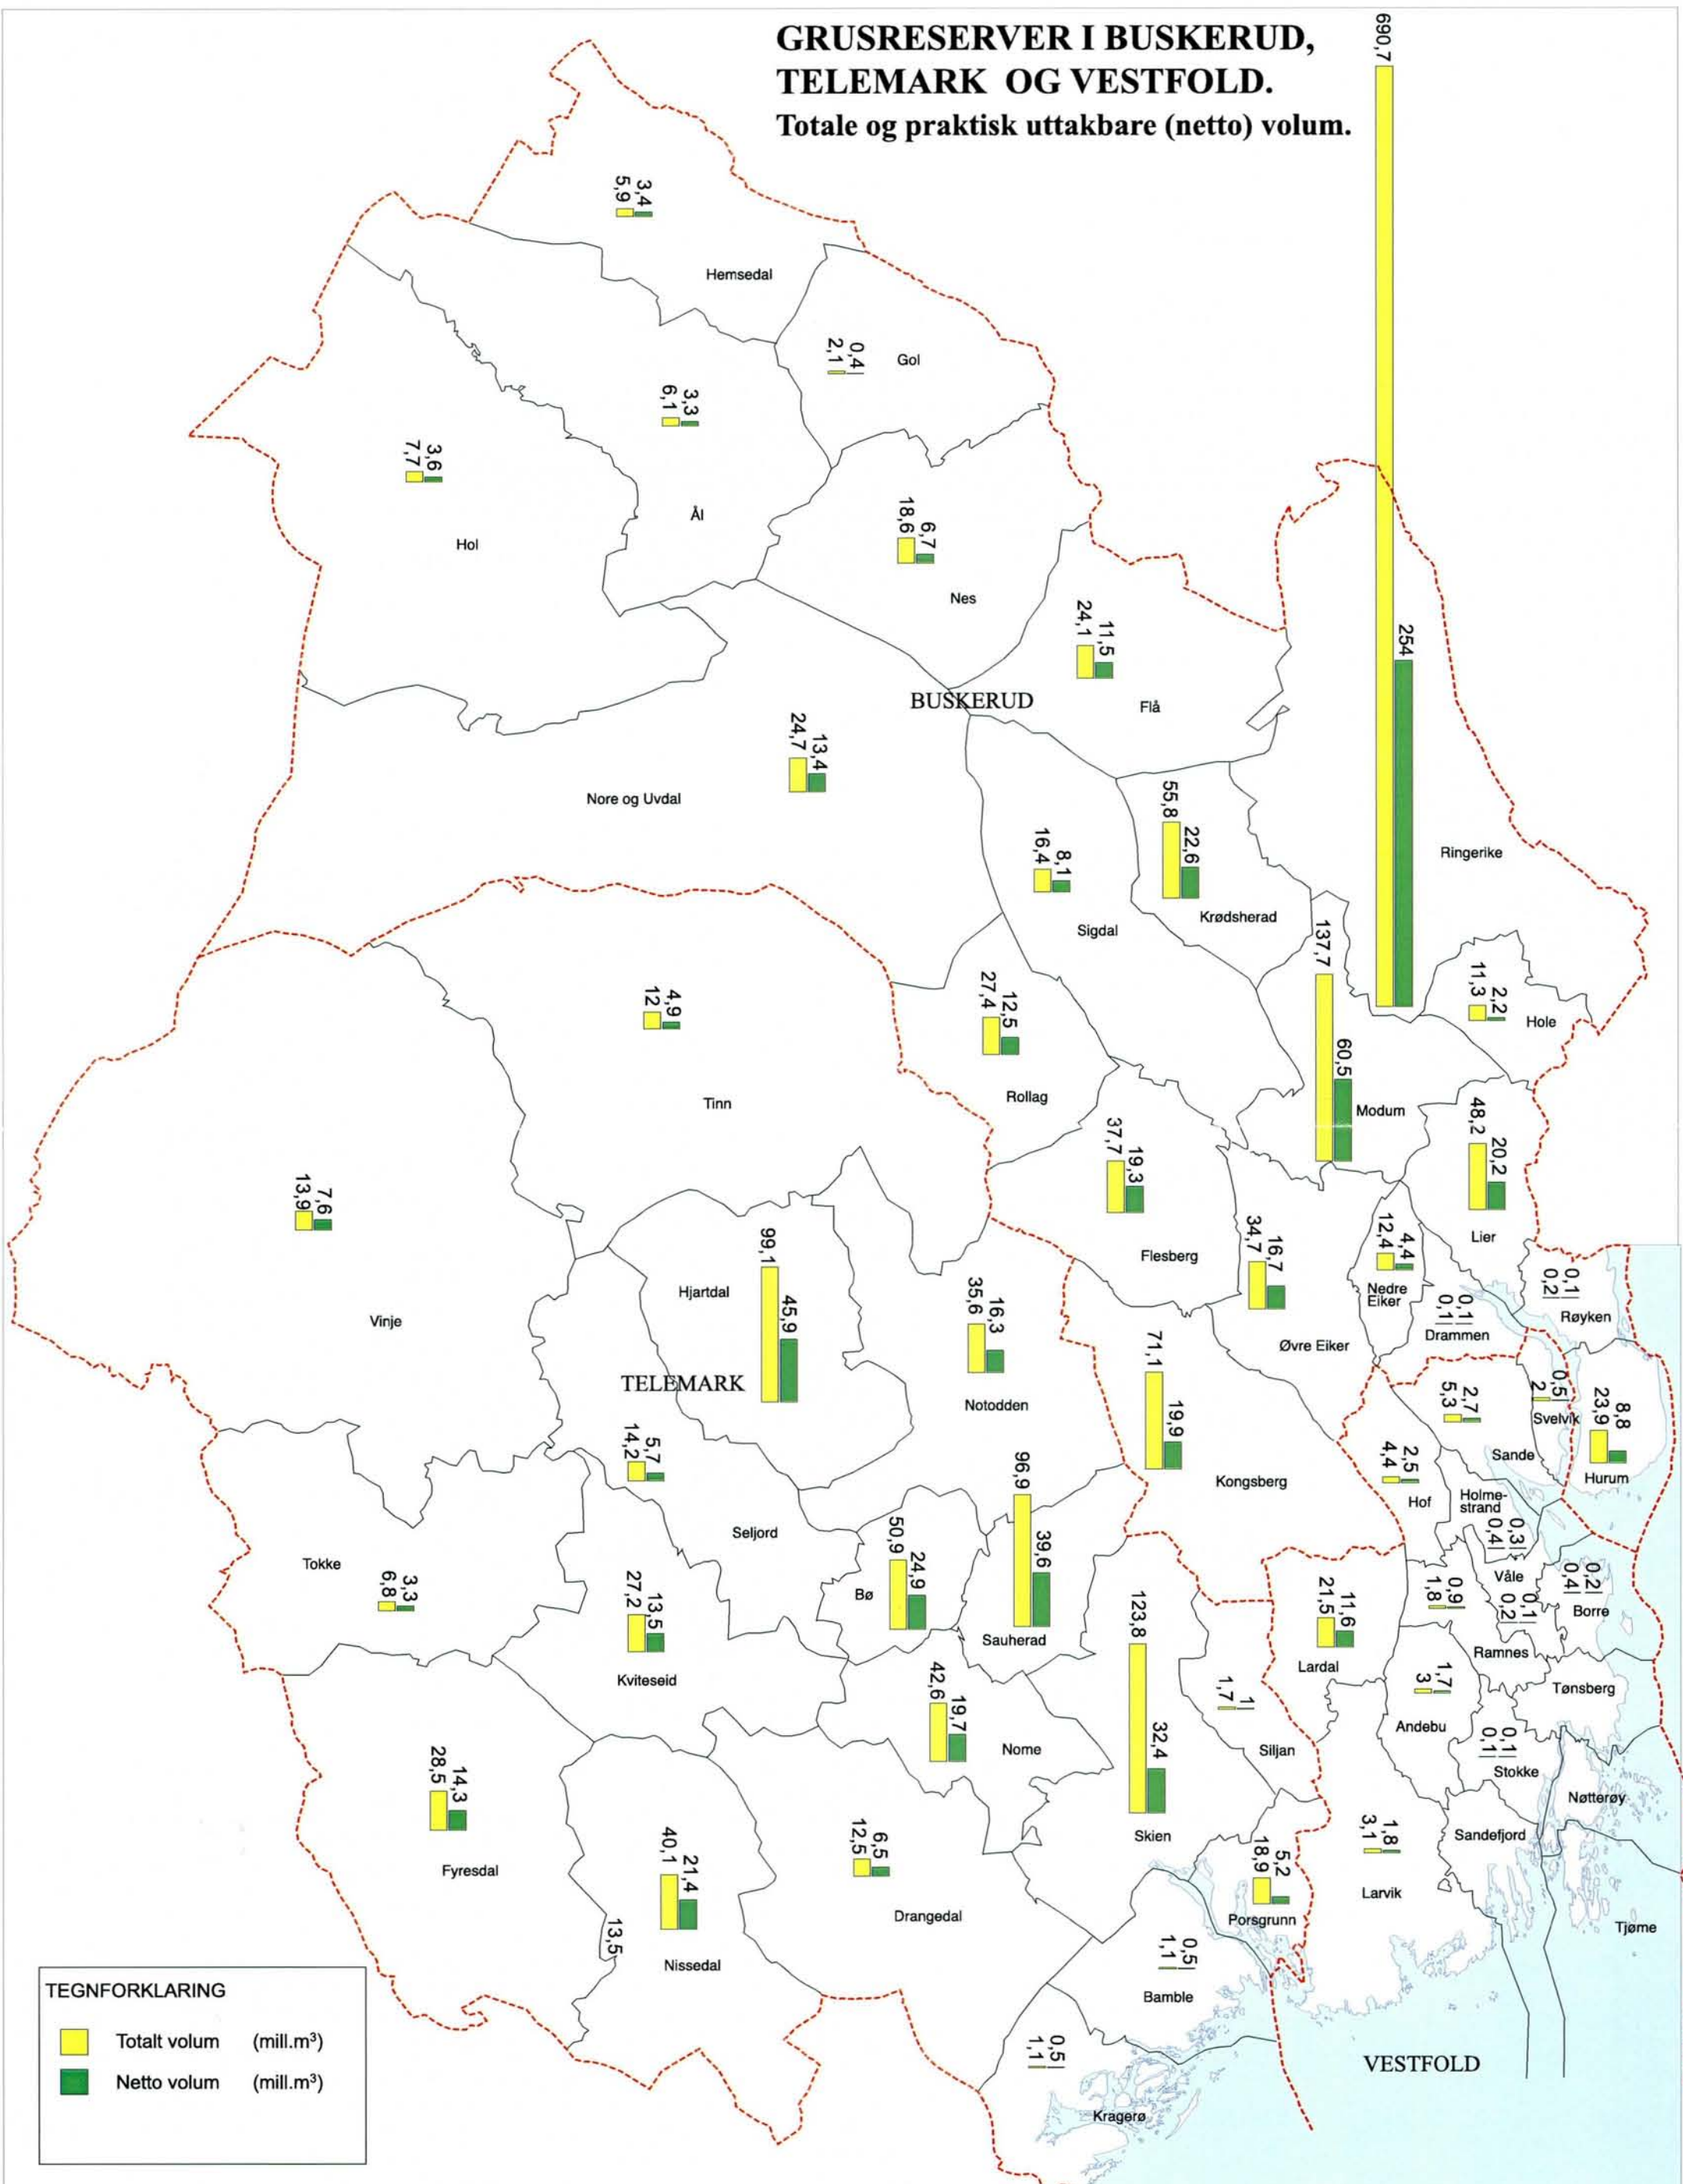 GRUSRESERVER I BUSKERUD,
TELEMARK OG VESTFOLD.
Totale og praktisk uttakbare (netto) volum.
690,7
254
Ringerike
5,9
3,4
Hemsedal
2,1
0,4
Gol
6,1
3,3
Ål
7,7
3,6
Hol
18,6
6,7
Nes
24,1
11,5
Flå
BUSKERUD
24,7
13,4
Nore og Uvdal
55,8
22,6
Krødsherad
16,4
8,1
Sigdal
137,7
60,5
Modum
11,3
2,2
Hole
27,4
12,5
Rollag
12
4,9
Tinn
48,2
20,2
Lier
37,7
19,3
Flesberg
34,7
16,7
Øvre Eiker
12,4
4,4
Nedre
Eiker
0,1
0,1
Drammen
0,2
0,1
Røyken
13,9
7,6
Vinje
99,1
45,9
Hjartdal
TELEMARK
35,6
16,3
Notodden
71,1
19,9
Kongsberg
5,3
2,7
Sande
2
0,5
Svelvik
23,9
8,8
Hurum
4,4
2,5
Hof
Holme-
strand
0,4
0,3
14,2
5,7
Seljord
96,9
39,6
Sauherad
50,9
24,9
Bø
6,8
3,3
Tokke
27,2
13,5
Kviteseid
123,8
32,4
Skien
21,5
11,6
Lardal
1,8
0,9
Våle
0,2
0,1
Ramnes
0,4
0,2
Borre
Tønsberg
3
1,7
Andebu
0,1
0,1
Stokke
Nøtterøy
1,7
1
Siljan
42,6
19,7
Nome
28,5
14,3
Fyresdal
40,1
21,4
13,5
Nissedal
12,5
6,5
Drangedal
3,1
1,8
Larvik
Sandefjord
Tjøme
18,9
5,2
Porsgrunn
1,1
0,5
Bamble
1,1
0,5
Kragerø
VESTFOLD
TEGNFORKLARING
Totalt volum (mill.m³)
Netto volum (mill.m³)